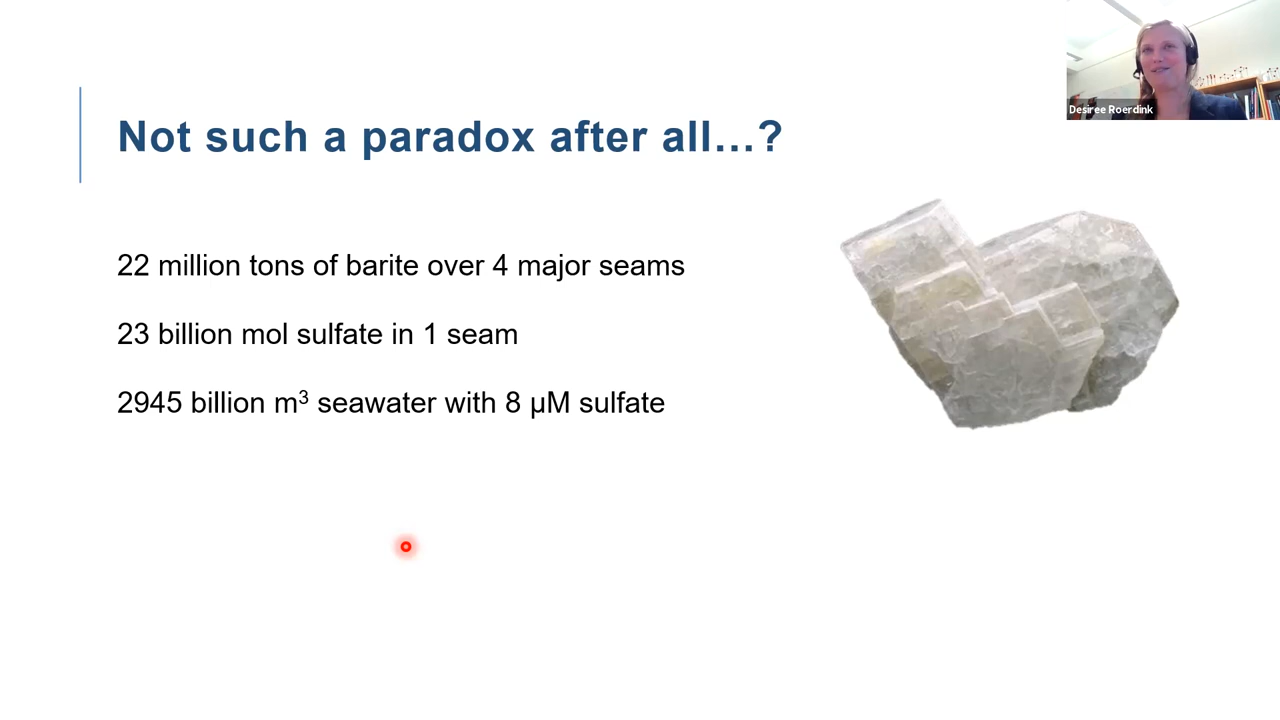 Desiree Roerdink
Not such a paradox after all...?
22 million tons of barite over 4 major seams
23 billion mol sulfate in 1 seam
2945 billion m³ seawater with 8 µM sulfate